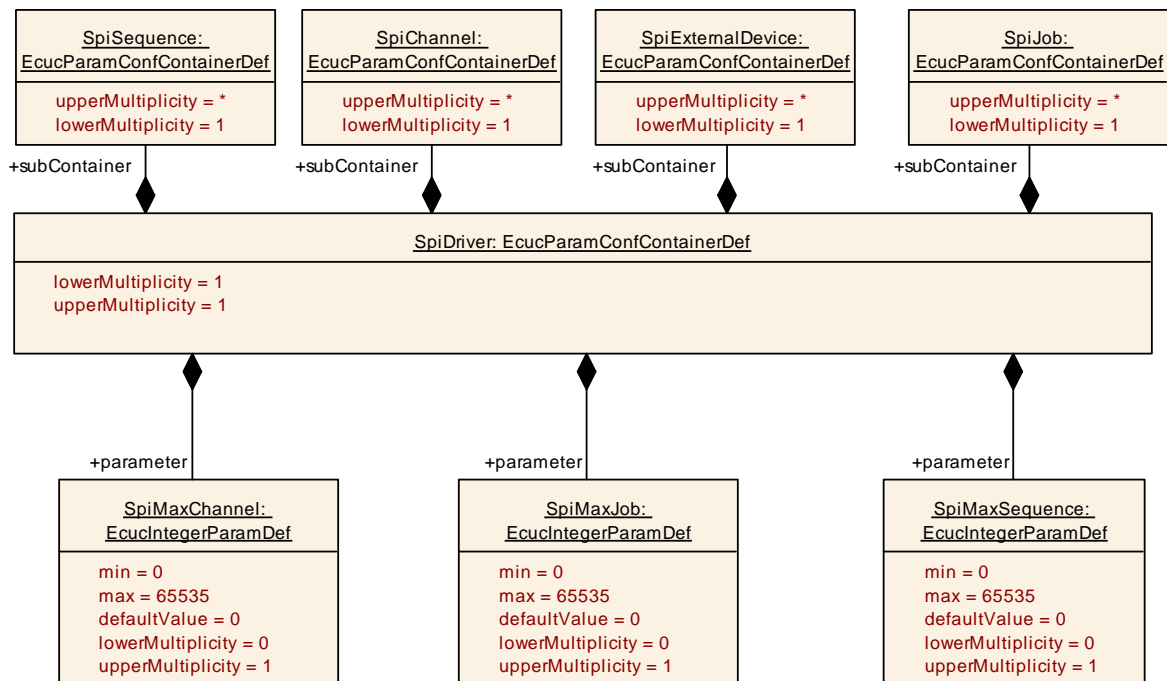 SpiSequence:
EcucParamConfContainerDef
upperMultiplicity = *
lowerMultiplicity = 1
SpiChannel:
EcucParamConfContainerDef
upperMultiplicity = *
lowerMultiplicity = 1
SpiExternalDevice:
EcucParamConfContainerDef
upperMultiplicity = *
lowerMultiplicity = 1
SpiJob:
EcucParamConfContainerDef
upperMultiplicity = *
lowerMultiplicity = 1
+subContainer
+subContainer
+subContainer
+subContainer
SpiDriver: EcucParamConfContainerDef
lowerMultiplicity = 1
upperMultiplicity = 1
+parameter
+parameter
+parameter
SpiMaxChannel:
EcucIntegerParamDef
min = 0
max = 65535
defaultValue = 0
lowerMultiplicity = 0
upperMultiplicity = 1
SpiMaxJob:
EcucIntegerParamDef
min = 0
max = 65535
defaultValue = 0
lowerMultiplicity = 0
upperMultiplicity = 1
SpiMaxSequence:
EcucIntegerParamDef
min = 0
max = 65535
defaultValue = 0
lowerMultiplicity = 0
upperMultiplicity = 1